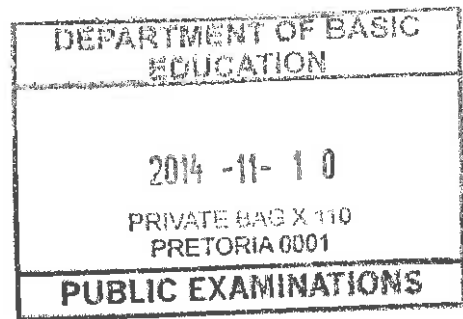 DEPARTMENT OF BASIC
EDUCATION
2014 -11- 10
PRIVATE BAG X 110
PRETORIA 0001
PUBLIC EXAMINATIONS